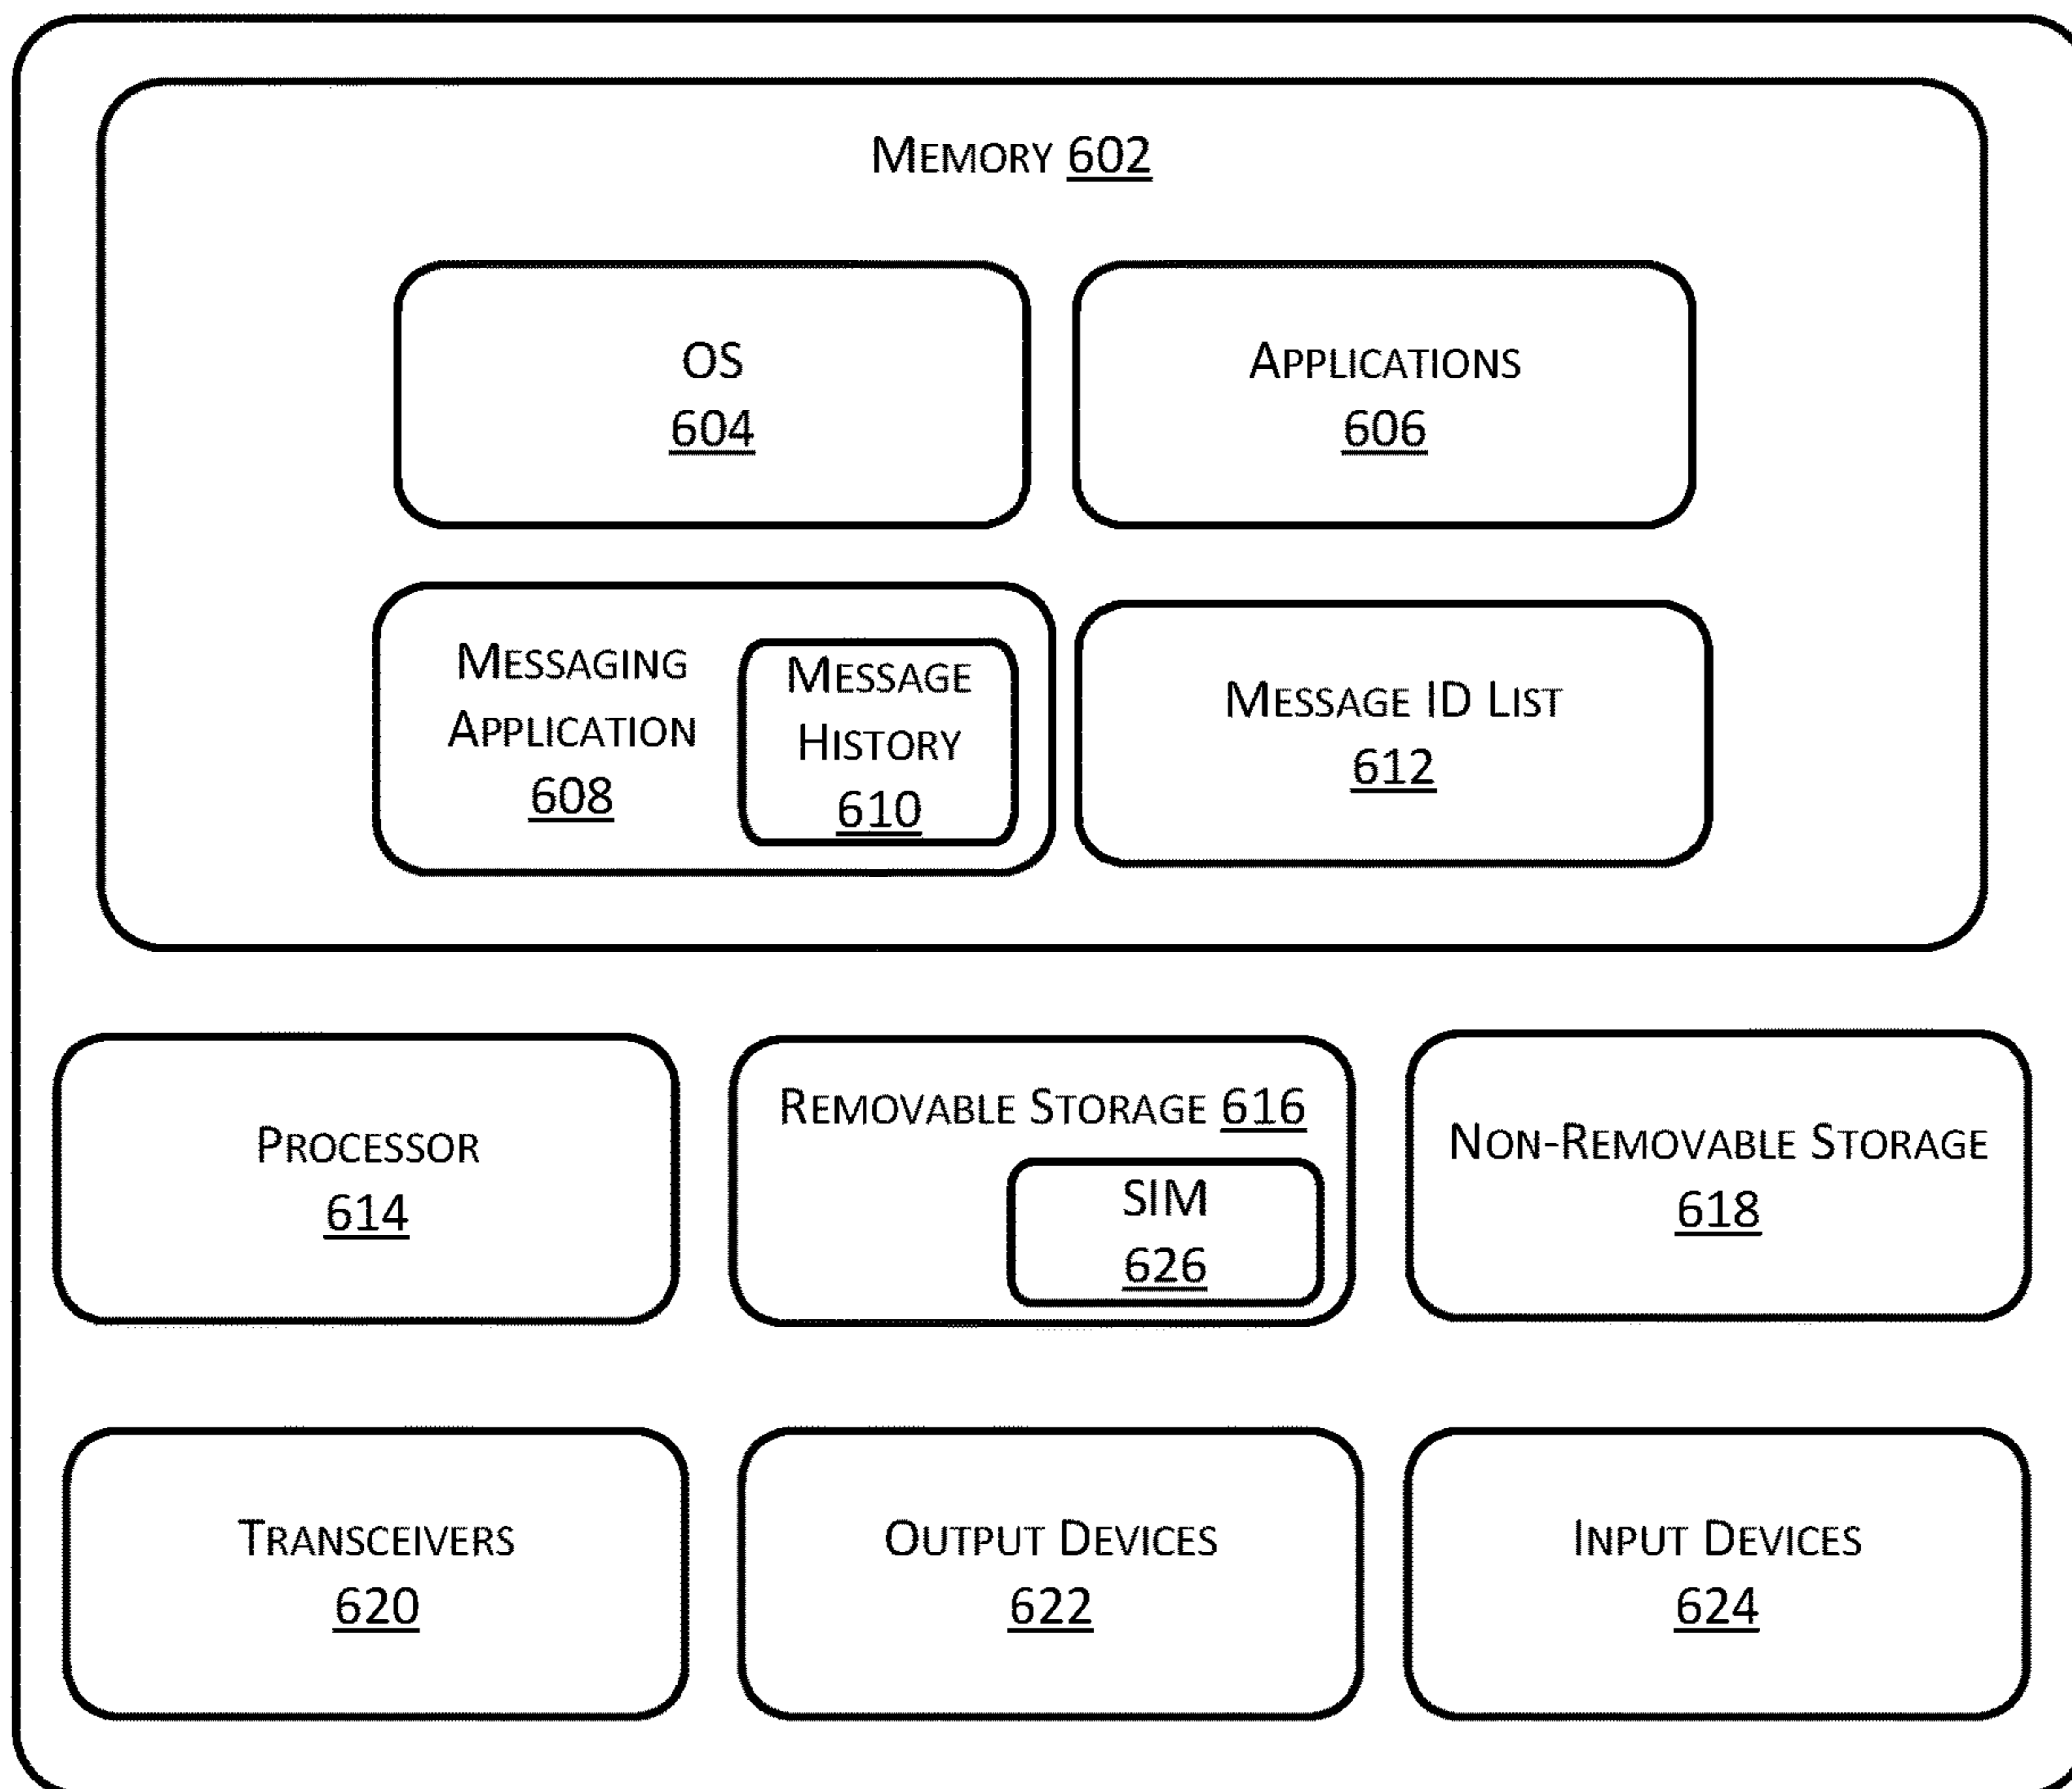 MEMORY 602
OS
604
APPLICATIONS
606
MESSAGING
APPLICATION
608
MESSAGE
HISTORY
610
MESSAGE ID LIST
612
PROCESSOR
614
REMOVABLE STORAGE 616
SIM
626
NON-REMOVABLE STORAGE
618
TRANSCEIVERS
620
OUTPUT DEVICES
622
INPUT DEVICES
624